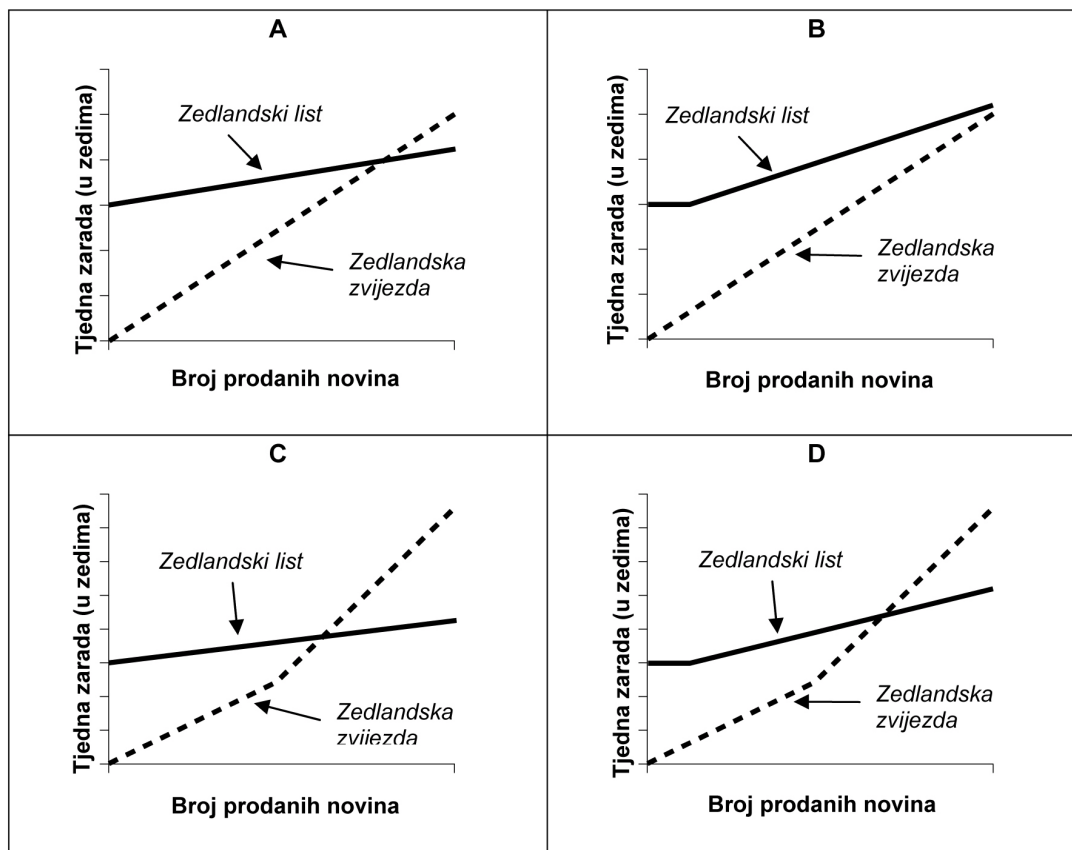 A
Tjedna zarada (u zedima)
Zedlandski list
Zedlandska
zvijezda
Broj prodanih novina
B
Tjedna zarada (u zedima)
Zedlandski list
Zedlandska
zvijezda
Broj prodanih novina
C
Tjedna zarada (u zedima)
Zedlandski list
Zedlandska
zvijezda
Broj prodanih novina
D
Tjedna zarada (u zedima)
Zedlandski list
Zedlandska
zvijezda
Broj prodanih novina